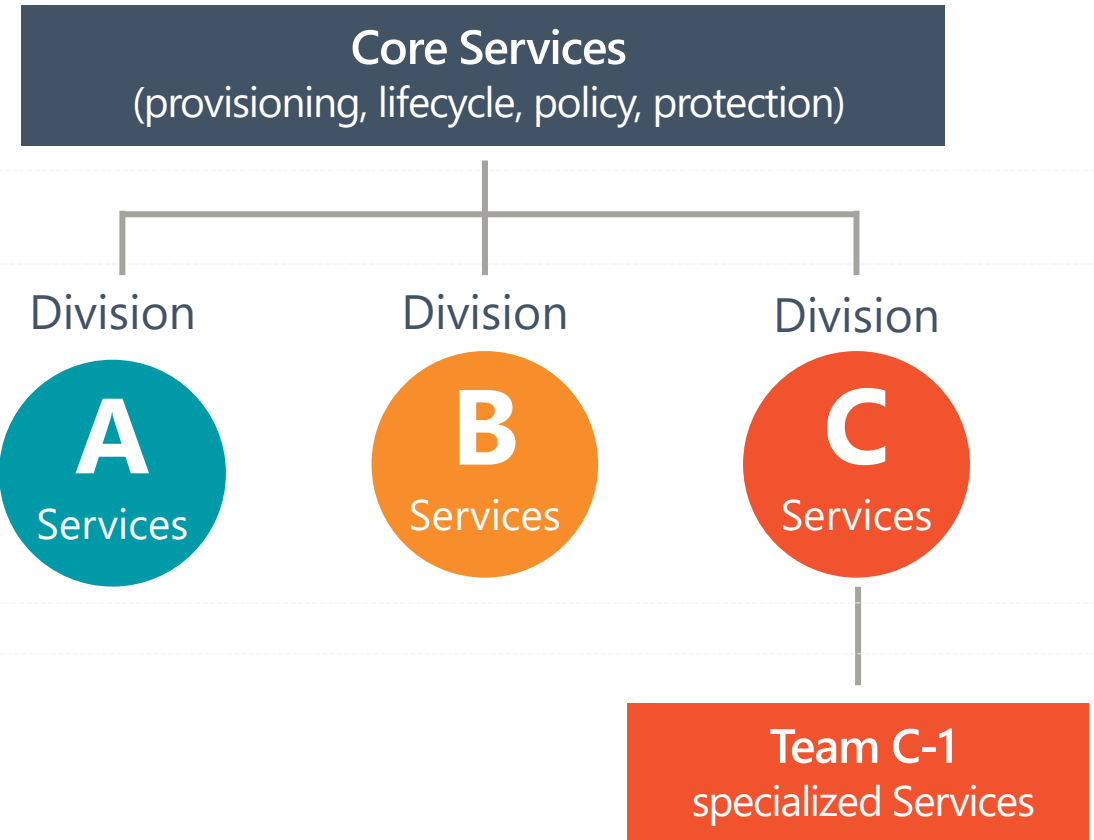 Core Services
(provisioning, lifecycle, policy, protection)
Division
Division
Division
A
Services
B
Services
C
Services
Team C-1
specialized Services